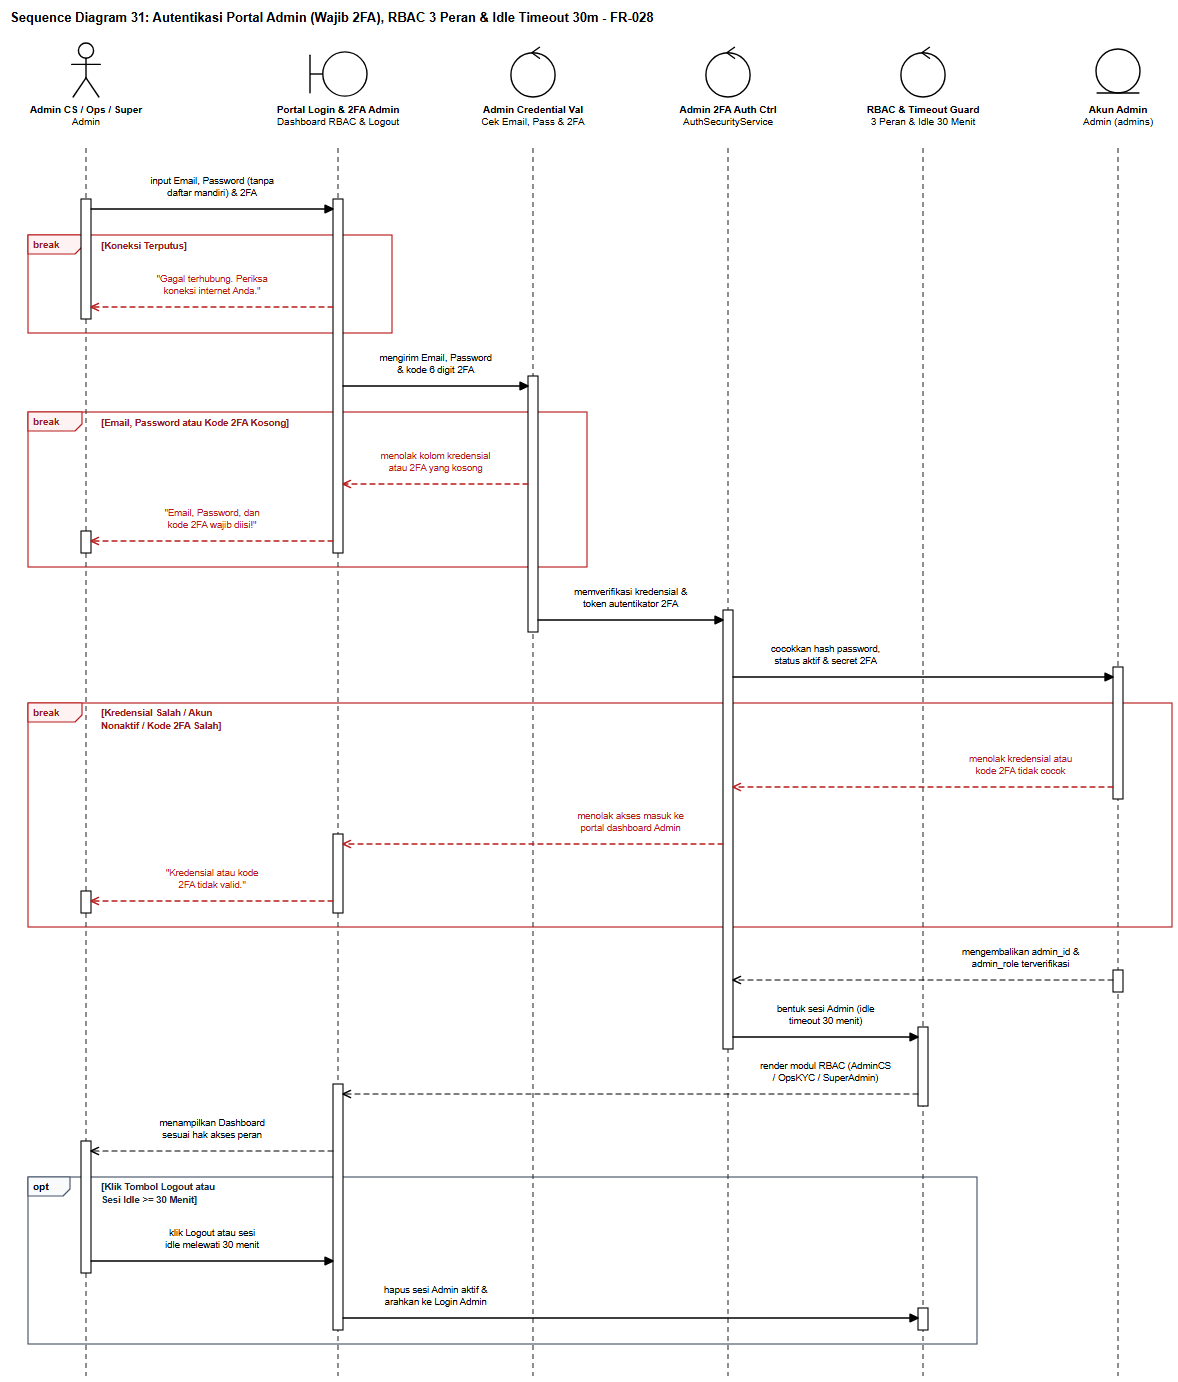 Sequence Diagram 31: Autentikasi Portal Admin (Wajib 2FA), RBAC 3 Peran & Idle Timeout 30m - FR-028
Admin CS / Ops / Super
Admin
Portal Login & 2FA Admin
Dashboard RBAC & Logout
Admin Credential Val
Cek Email, Pass & 2FA
Admin 2FA Auth Ctrl
AuthSecurityService
RBAC & Timeout Guard
3 Peran & Idle 30 Menit
Akun Admin
Admin (admins)
input Email, Password (tanpa
daftar mandiri) & 2FA
break
[Koneksi Terputus]
"Gagal terhubung. Periksa
koneksi internet Anda."
mengirim Email, Password
& kode 6 digit 2FA
break
[Email, Password atau Kode 2FA Kosong]
menolak kolom kredensial
atau 2FA yang kosong
"Email, Password, dan
kode 2FA wajib diisi!"
memverifikasi kredensial &
token autentikator 2FA
cocokkan hash password,
status aktif & secret 2FA
break
[Kredensial Salah / Akun
Nonaktif / Kode 2FA Salah]
menolak kredensial atau
kode 2FA tidak cocok
menolak akses masuk ke
portal dashboard Admin
"Kredensial atau kode
2FA tidak valid."
mengembalikan admin_id &
admin_role terverifikasi
bentuk sesi Admin (idle
timeout 30 menit)
render modul RBAC (AdminCS
/ OpsKYC / SuperAdmin)
menampilkan Dashboard
sesuai hak akses peran
opt
[Klik Tombol Logout atau
Sesi Idle >= 30 Menit]
klik Logout atau sesi
idle melewati 30 menit
hapus sesi Admin aktif &
arahkan ke Login Admin